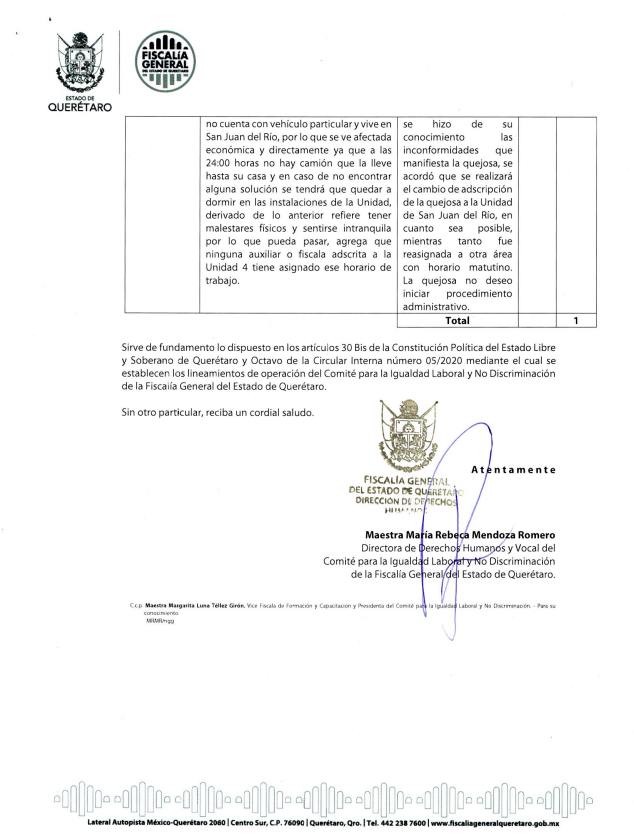 ESTADO DE
QUERÉTARO
FISCALÍA
GENERAL
DEL ESTADO DE QUERÉTARO
no cuenta con vehículo particular y vive en
San Juan del Río, por lo que se ve afectada
económica y directamente ya que a las
24:00 horas no hay camión que la lleve
hasta su casa y en caso de no encontrar
alguna solución se tendrá que quedar a
dormir en las instalaciones de la Unidad,
derivado de lo anterior refiere tener
malestares físicos y sentirse intranquila
por lo que pueda pasar, agrega que
ninguna auxiliar o fiscala adscrita a la
Unidad 4 tiene asignado ese horario de
trabajo.
se hizo de su
conocimiento las
inconformidades que
manifiesta la quejosa, se
acordó que se realizará
el cambio de adscripción
de la quejosa a la Unidad
de San Juan del Río, en
cuanto sea posible,
mientras tanto fue
reasignada a otra área
con horario matutino.
La quejosa no deseo
iniciar procedimiento
administrativo.
Total 1
Sirve de fundamento lo dispuesto en los artículos 30 Bis de la Constitución Política del Estado Libre
y Soberano de Querétaro y Octavo de la Circular Interna número 05/2020 mediante el cual se
establecen los lineamientos de operación del Comité para la Igualdad Laboral y No Discriminación
de la Fiscalía General del Estado de Querétaro.
Sin otro particular, reciba un cordial saludo.
Atentamente
FISCALÍA GENERAL
DEL ESTADO DE QUERÉTARO
DIRECCIÓN DE DERECHOS
HUMANOS
Maestra María Rebeca Mendoza Romero
Directora de Derechos Humanos y Vocal del
Comité para la Igualdad Laboral y No Discriminación
de la Fiscalía General del Estado de Querétaro.
C.c.p. Maestra Margarita Luna Téllez Girón. Vice Fiscala de Formación y Capacitación y Presidenta del Comité para la Igualdad Laboral y No Discriminación. - Para su
conocimiento
MRMR/ngg
Lateral Autopista México-Querétaro 2060 | Centro Sur, C.P. 76090 | Querétaro, Qro. | Tel. 442 238 7600 | www.fiscaliageneralqueretaro.gob.mx